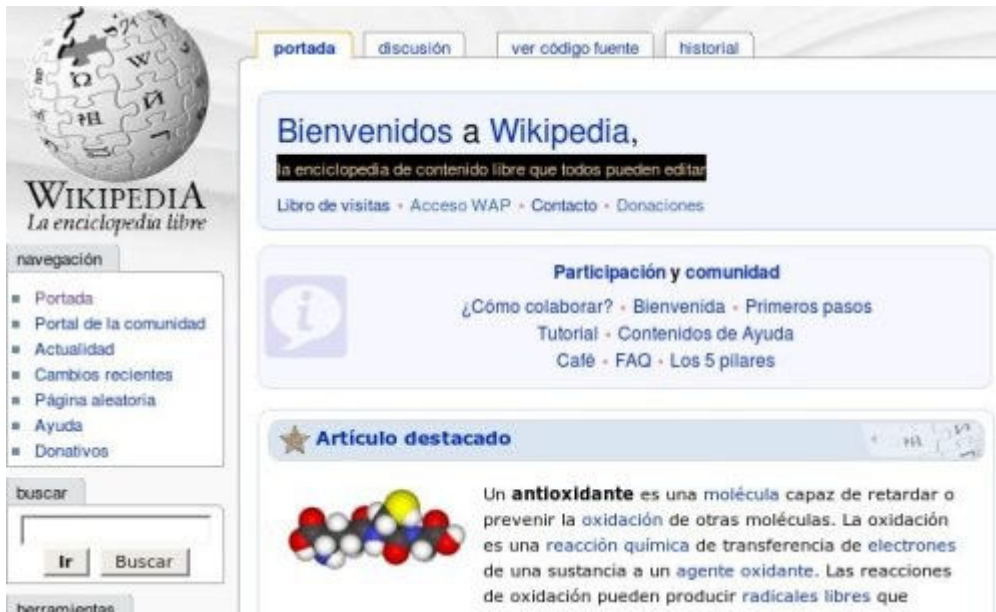 portada
discusión
ver código fuente
historial
WIKIPEDIA
La enciclopedia libre
Bienvenidos a Wikipedia,
la enciclopedia de contenido libre que todos pueden editar
Libro de visitas • Acceso WAP • Contacto • Donaciones
navegación
Portada
Portal de la comunidad
Actualidad
Cambios recientes
Página aleatoria
Ayuda
Donativos
buscar
Ir
Buscar
herramientas
Participación y comunidad
¿Cómo colaborar? • Bienvenida • Primeros pasos
Tutorial • Contenidos de Ayuda
Café • FAQ • Los 5 pilares
Artículo destacado
Un antioxidante es una molécula capaz de retardar o
prevenir la oxidación de otras moléculas. La oxidación
es una reacción química de transferencia de electrones
de una sustancia a un agente oxidante. Las reacciones
de oxidación pueden producir radicales libres que